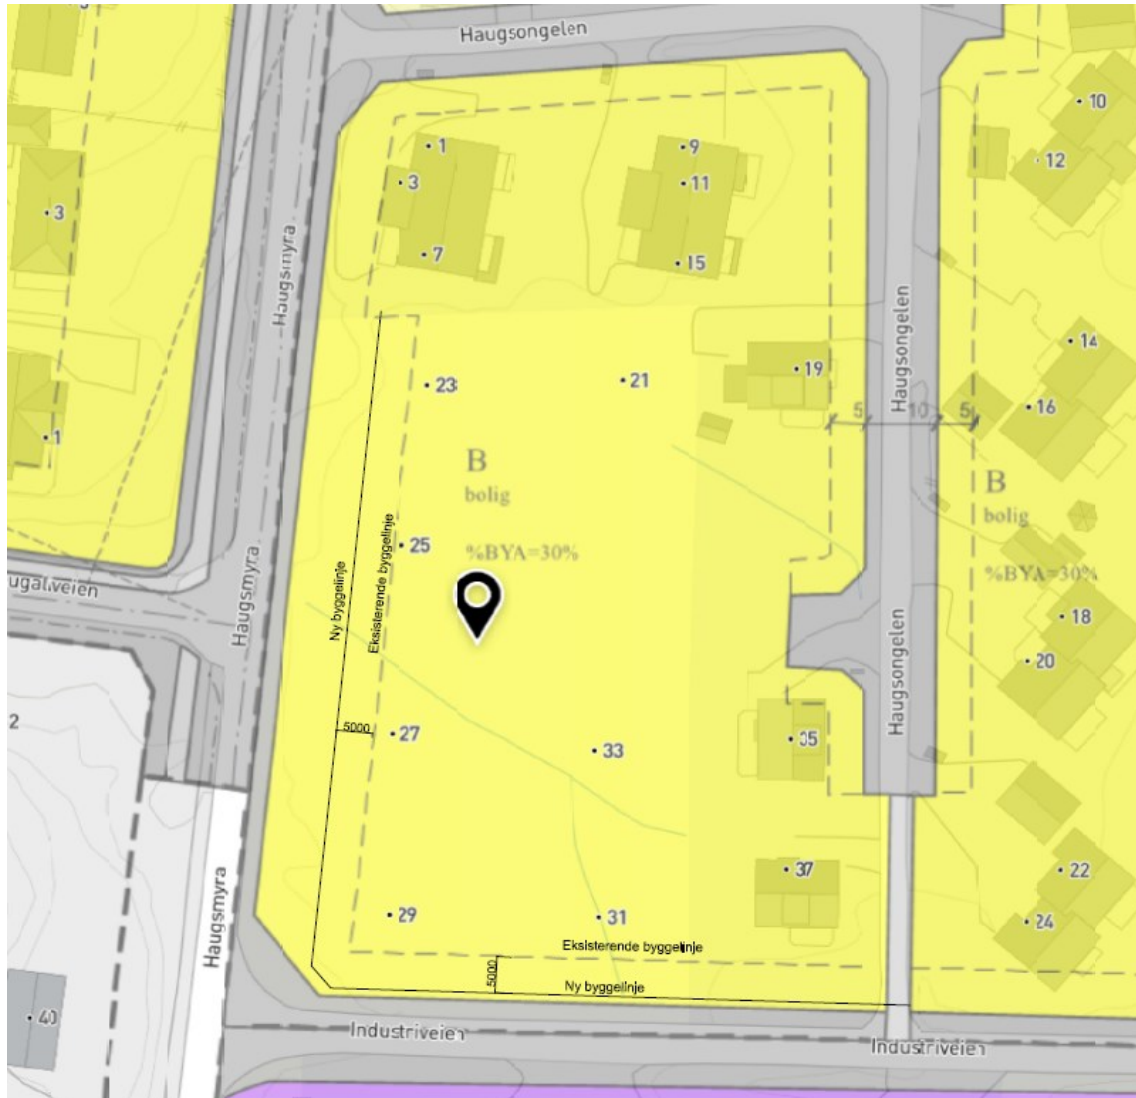 Haugsongelen
10
1
9
12
3
11
3
7
15
Haugsmyra
Haugsongelen
14
19
23
21
16
5
10
5
1
B
bolig
B
bolig
25
%BYA=30%
%BYA=30%
Ny byggelinje
Eksisterende byggelinje
Haugsmyra
18
20
Haugsongelen
2
5000
27
33
35
37
22
29
31
24
Haugsmyra
Eksisterende byggelinje
5000
Ny byggelinje
40
Industriveien
Industriveien